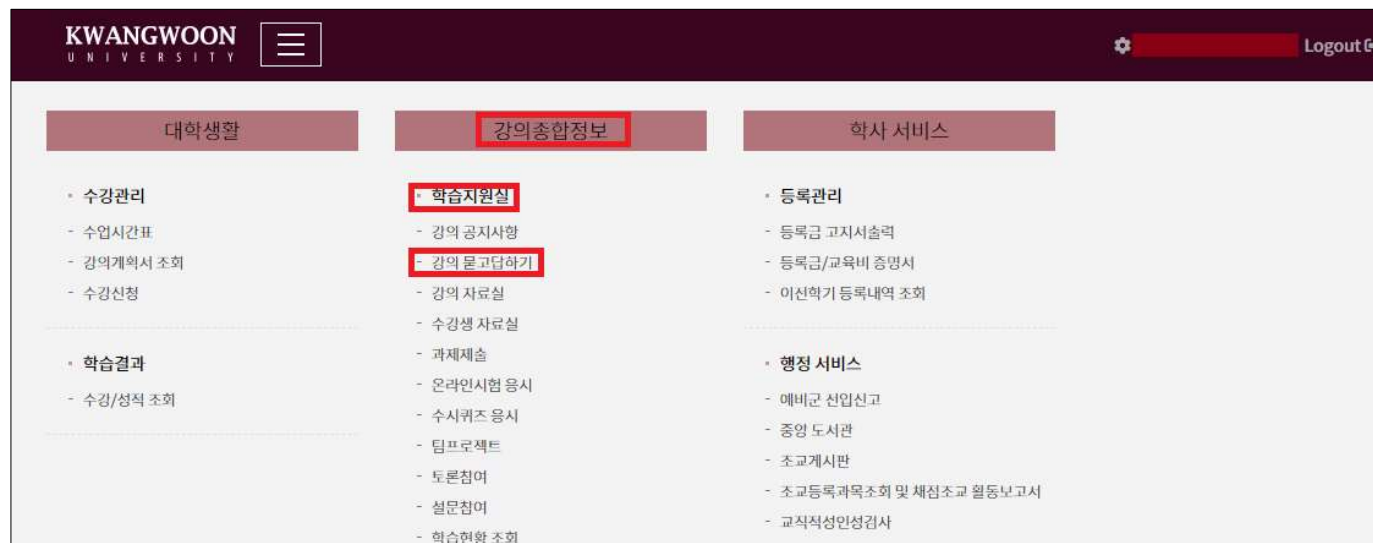 KWANGWOON
UNIVERSITY
Logout
대학생활
수강관리
- 수업시간표
- 강의계획서 조회
- 수강신청
학습결과
- 수강/성적 조회
강의종합정보
학습지원실
- 강의 공지사항
- 강의 묻고답하기
- 강의 자료실
- 수강생 자료실
- 과제제출
- 온라인시험 응시
- 수시퀴즈 응시
- 팀프로젝트
- 토론참여
- 설문참여
- 학습현황 조회
학사 서비스
등록관리
- 등록금 고지서출력
- 등록금/교육비 증명서
- 이전학기 등록내역 조회
행정 서비스
- 예비군 전입신고
- 중앙 도서관
- 조교게시판
- 조교등록과목조회 및 채점조교 활동보고서
- 교직적성인성검사